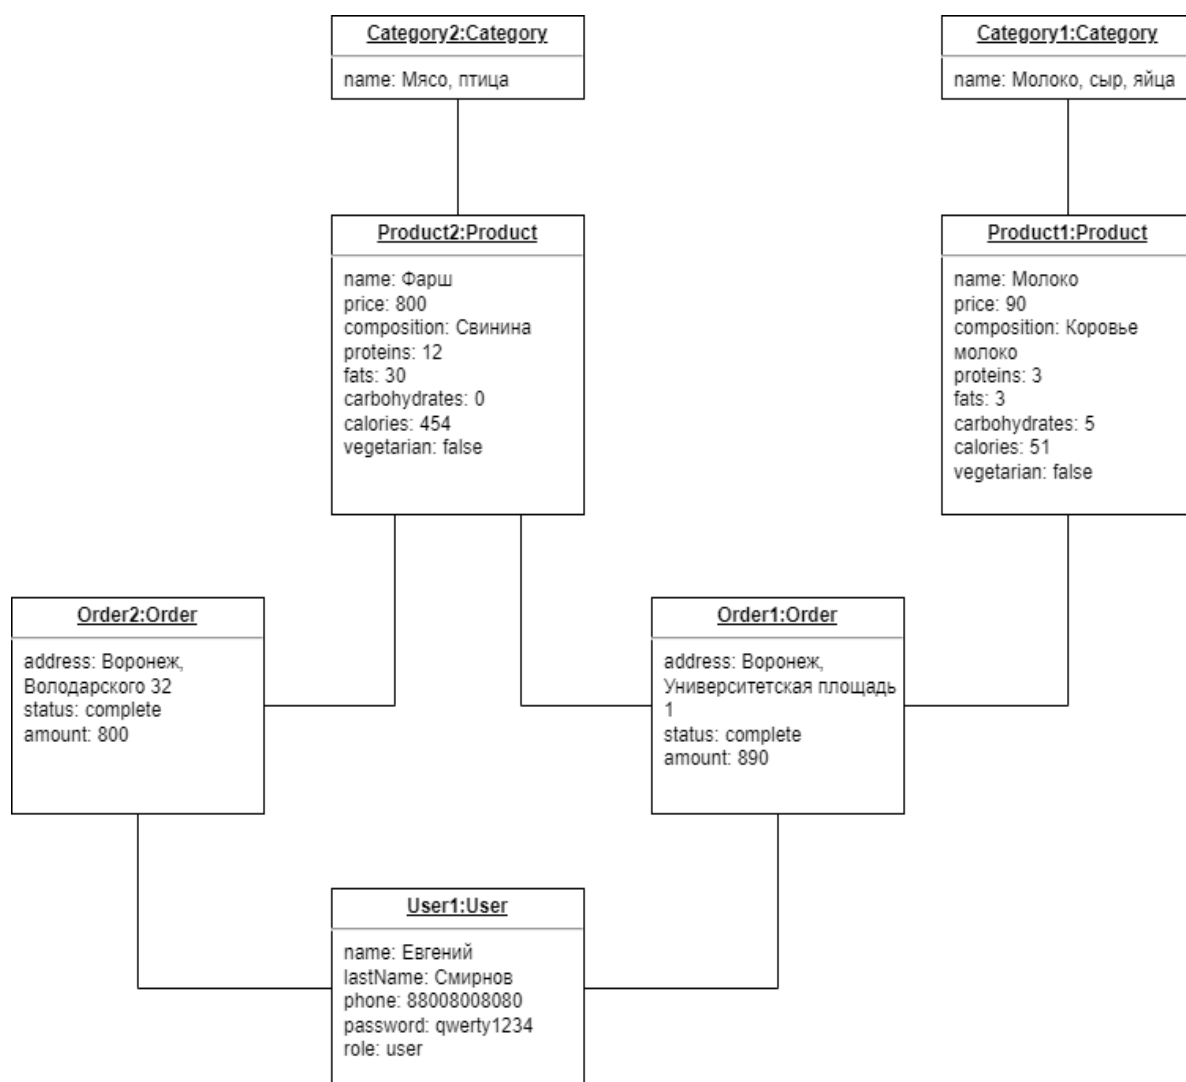 Category2:Category
name: Мясо, птица
Category1:Category
name: Молоко, сыр, яйца
Product2:Product
name: Фарш
price: 800
composition: Свинина
proteins: 12
fats: 30
carbohydrates: 0
calories: 454
vegetarian: false
Product1:Product
name: Молоко
price: 90
composition: Коровье
молоко
proteins: 3
fats: 3
carbohydrates: 5
calories: 51
vegetarian: false
Order2:Order
address: Воронеж,
Володарского 32
status: complete
amount: 800
Order1:Order
address: Воронеж,
Университетская площадь
1
status: complete
amount: 890
User1:User
name: Евгений
lastName: Смирнов
phone: 88008008080
password: qwerty1234
role: user